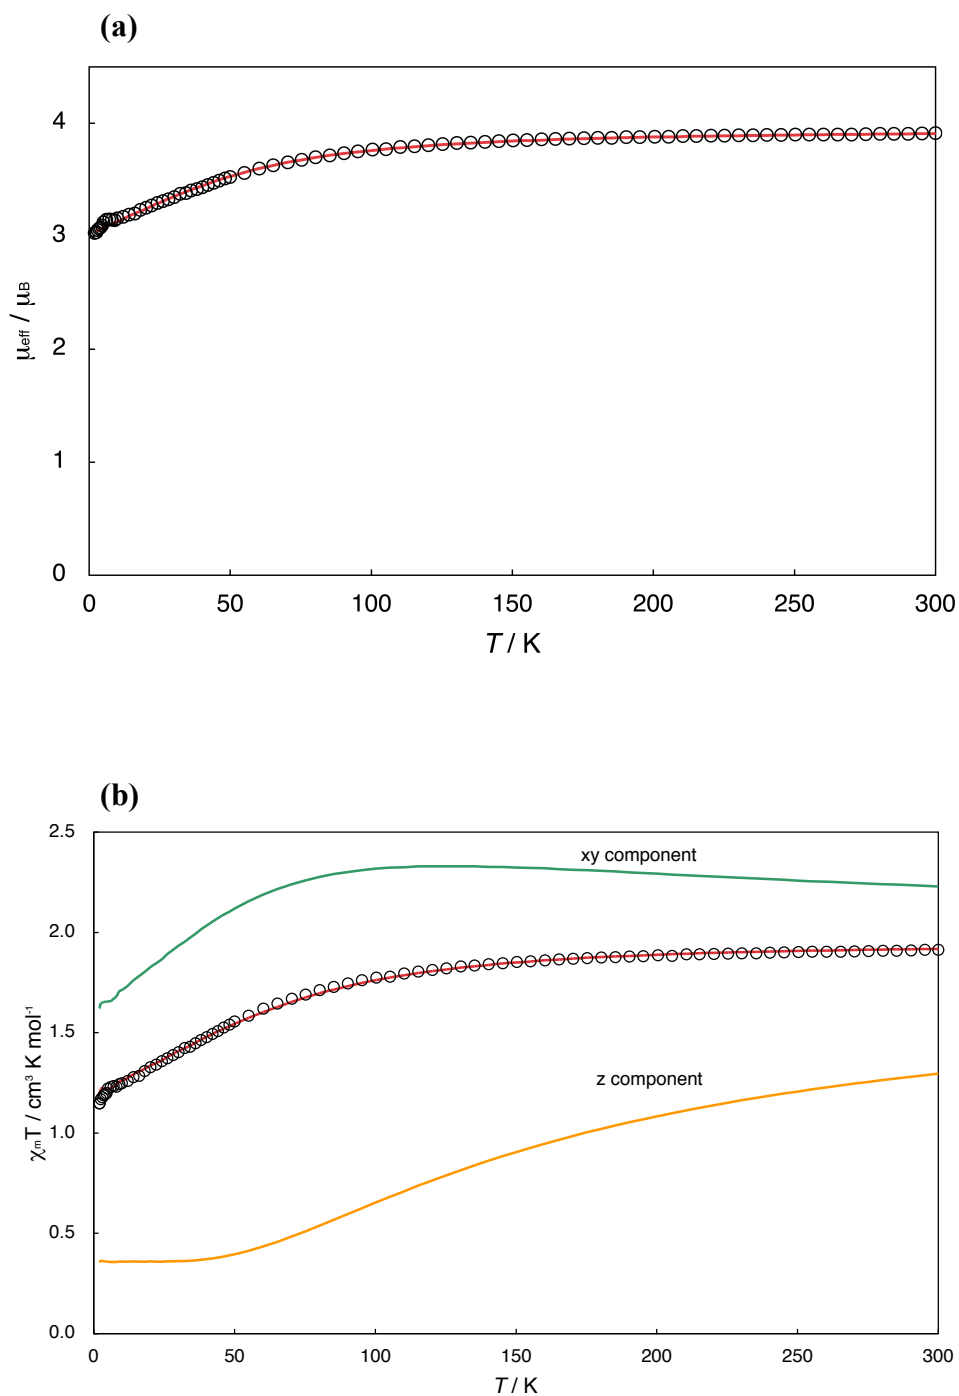 (a)
4
3
2
1
0
μeff / μB
0 50 100 150 200 250 300
T / K
(b)
2.5
2.0
1.5
1.0
0.5
0.0
χmT / cm³ K mol⁻¹
xy component
z component
0 50 100 150 200 250 300
T / K